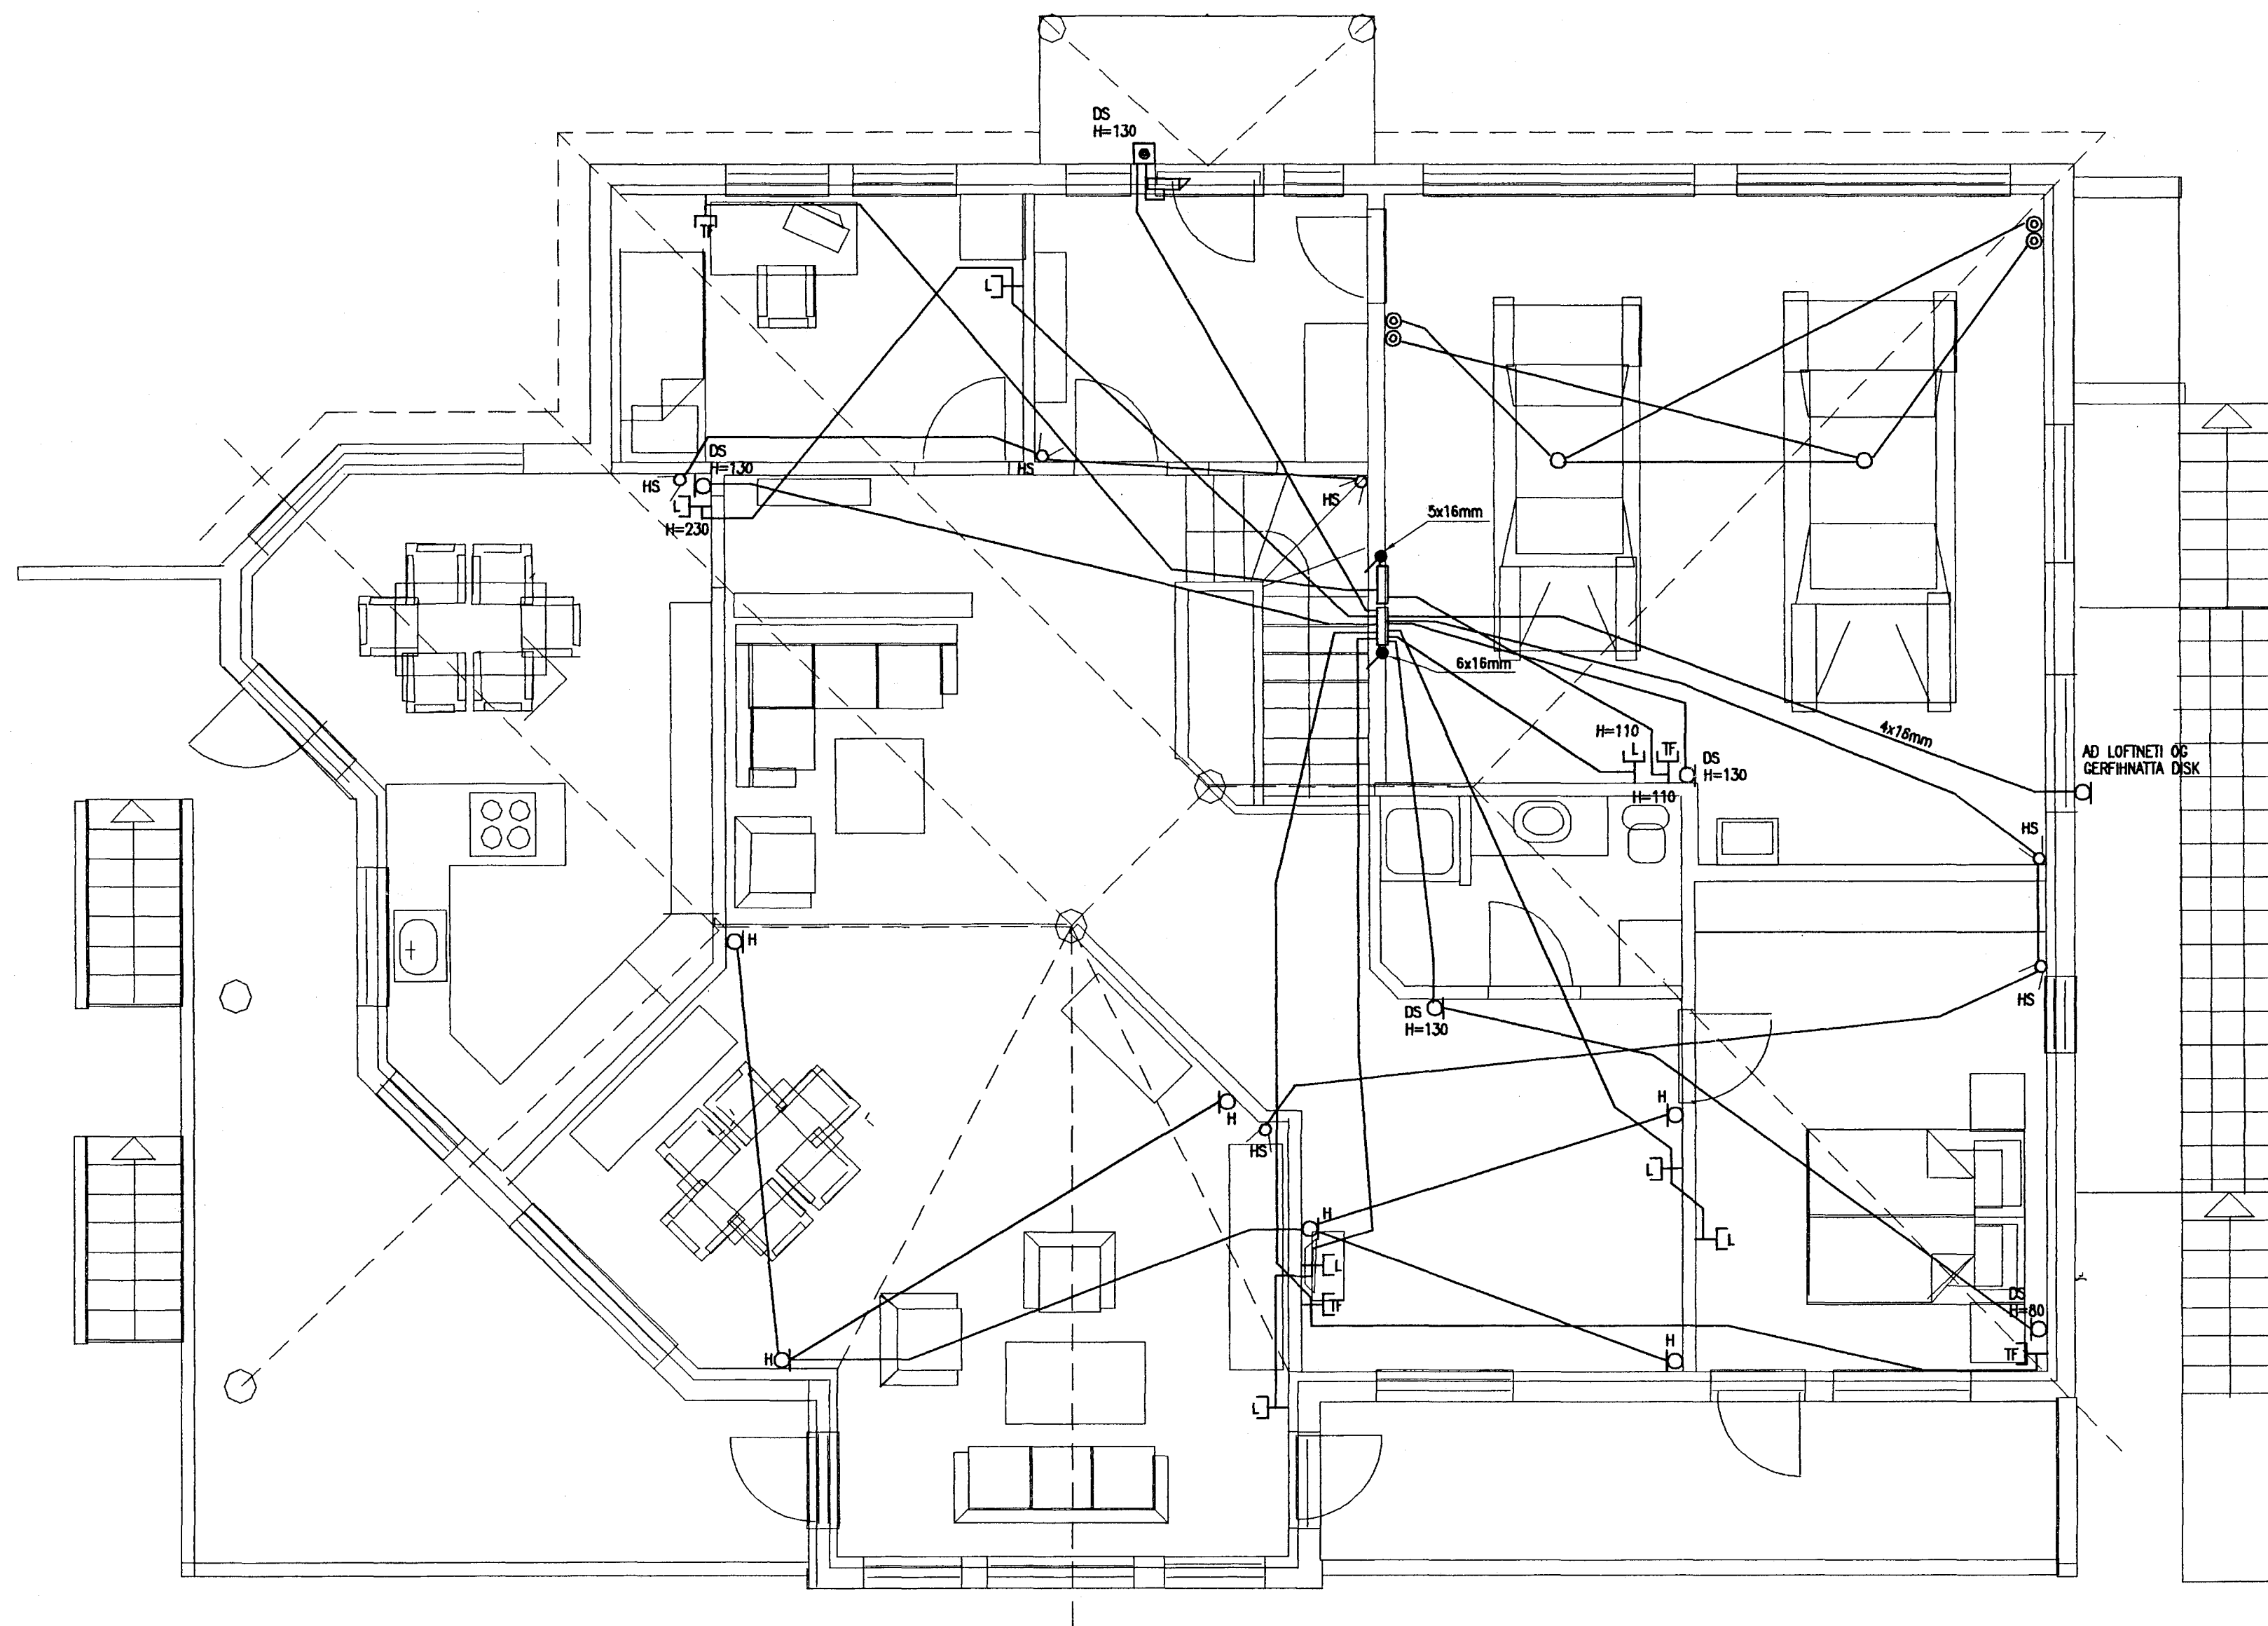 DS
H=130
TF
L
DS
H=130
HS
HS
L
H=230
HS
5x16mm
6x16mm
H=110
L
TF
DS
H=130
H=110
4x16mm
AÐ LOFTNETI OG
GERFIHNATTA DISK
HS
H
HS
DS
H=130
H
H
HS
L
H
L
L
TF
DS
H=80
TF
H
H
L